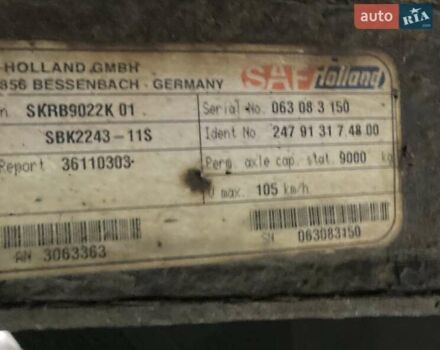 auto RIA.com
HOLLAND GMBH
856 BESSENBACH - GERMANY
SAF Holland
SKRB9022K 01
Serial No. 063 08 3 150
SBK2243-11S
Ident No 247 91 31 7 48 00
Report 36110303
Perm. axle cap. stat. 9000 kg
V max. 105 km/h
AN 3063363
SN 063083150